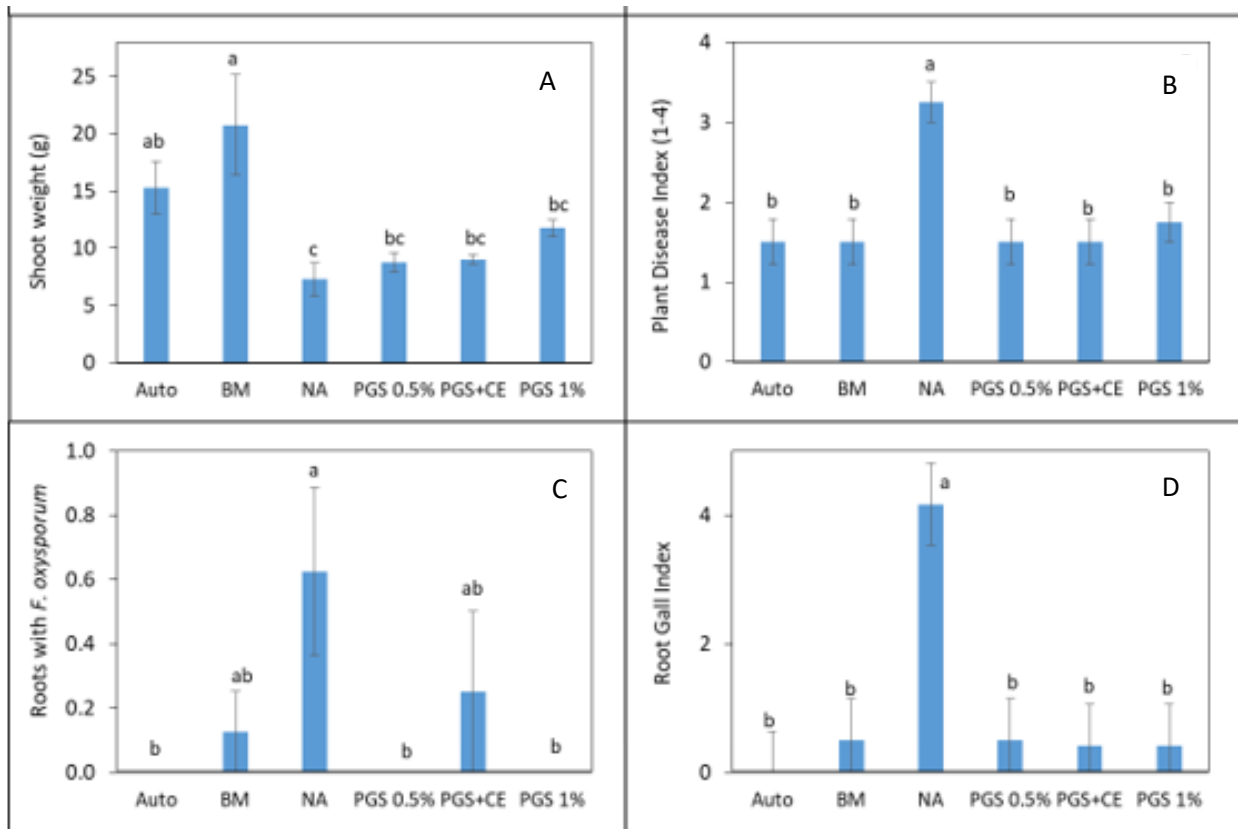 A
Shoot weight (g)
25
20
15
10
5
0
ab
a
c
bc
bc
bc
Auto BM NA PGS 0.5% PGS+CE PGS 1%
B
Plant Disease Index (1-4)
4
3
2
1
0
b
b
a
b
b
b
Auto BM NA PGS 0.5% PGS+CE PGS 1%
C
Roots with F. oxysporum
1.0
0.8
0.6
0.4
0.2
0.0
b
ab
a
b
ab
b
Auto BM NA PGS 0.5% PGS+CE PGS 1%
D
Root Gall Index
4
2
0
b
b
a
b
b
b
Auto BM NA PGS 0.5% PGS+CE PGS 1%